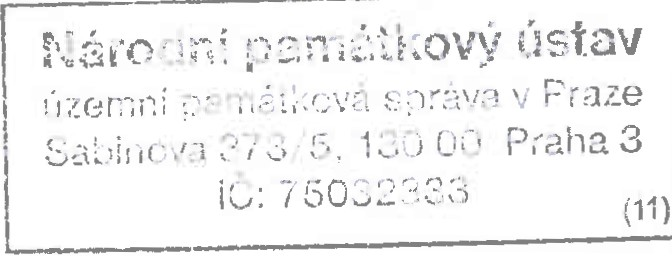 Národní památkový ústav
územní památková správa v Praze
Sabinova 373/5, 130 00 Praha 3
IČ: 75032333
(11)